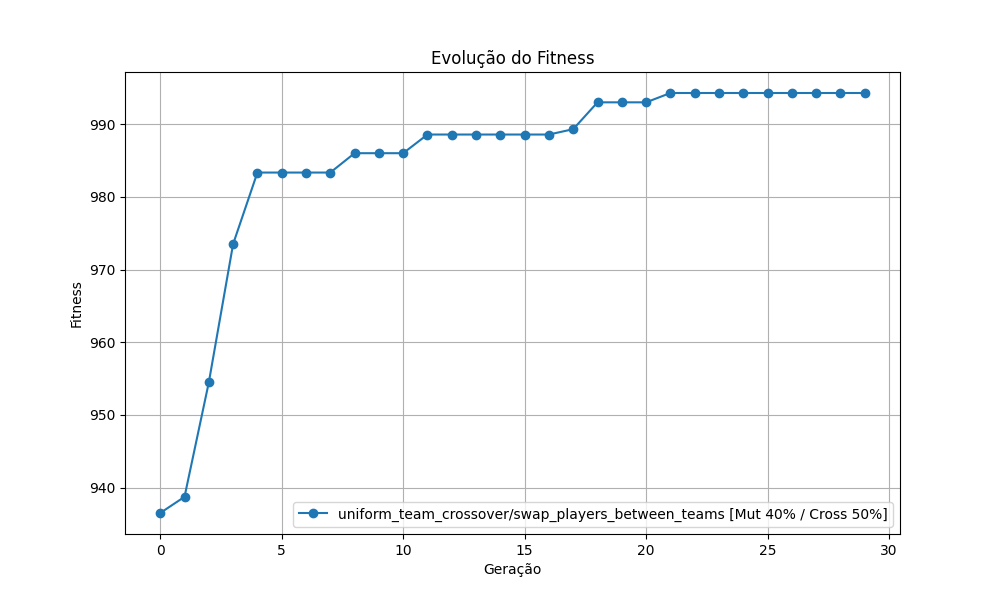 Evolução do Fitness
Fitness
990
980
970
960
950
940
uniform_team_crossover/swap_players_between_teams [Mut 40% / Cross 50%]
0 5 10 15 20 25 30
Geração